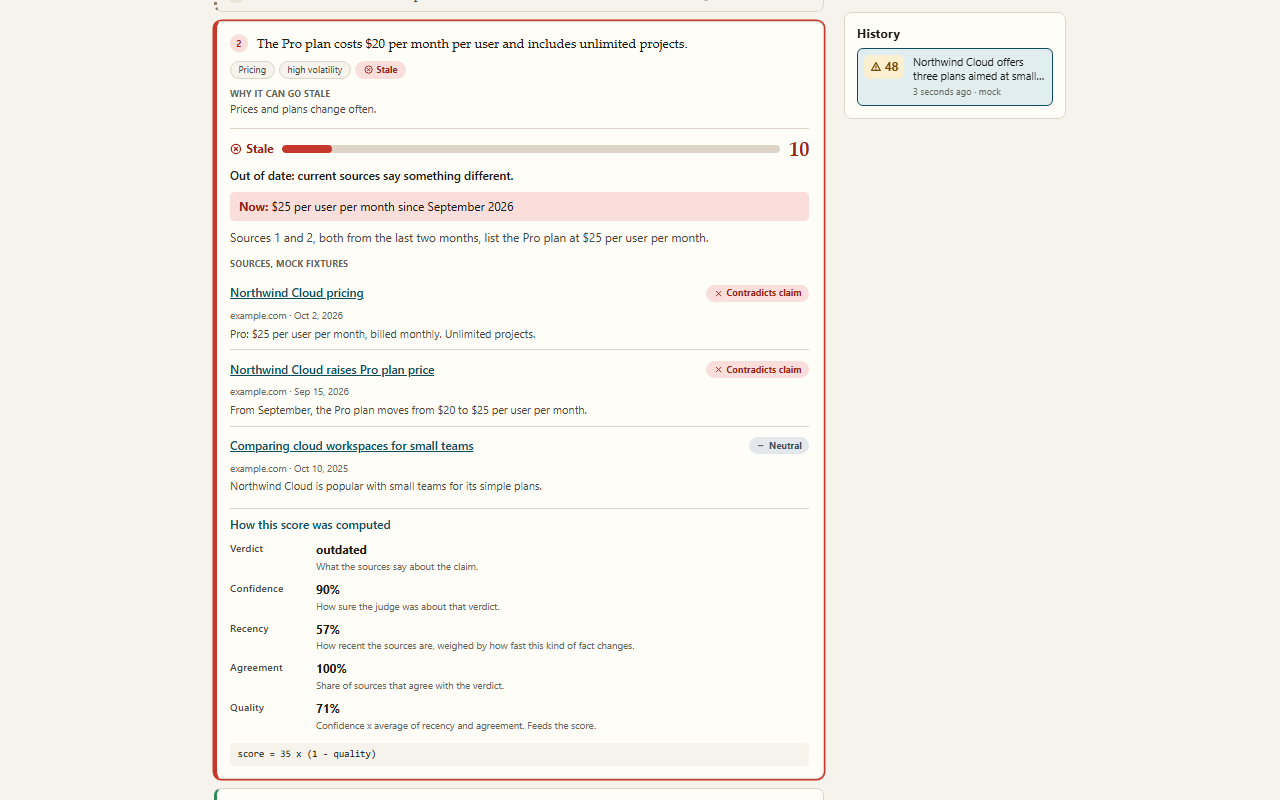 2 The Pro plan costs $20 per month per user and includes unlimited projects.
Pricing high volatility Stale
WHY IT CAN GO STALE
Prices and plans change often.
Stale 10
Out of date: current sources say something different.
Now: $25 per user per month since September 2026
Sources 1 and 2, both from the last two months, list the Pro plan at $25 per user per month.
SOURCES, MOCK FIXTURES
Northwind Cloud pricing × Contradicts claim
example.com · Oct 2, 2026
Pro: $25 per user per month, billed monthly. Unlimited projects.
Northwind Cloud raises Pro plan price × Contradicts claim
example.com · Sep 15, 2026
From September, the Pro plan moves from $20 to $25 per user per month.
Comparing cloud workspaces for small teams − Neutral
example.com · Oct 10, 2025
Northwind Cloud is popular with small teams for its simple plans.
How this score was computed
Verdict outdated
What the sources say about the claim.
Confidence 90%
How sure the judge was about that verdict.
Recency 57%
How recent the sources are, weighed by how fast this kind of fact changes.
Agreement 100%
Share of sources that agree with the verdict.
Quality 71%
Confidence x average of recency and agreement. Feeds the score.
score = 35 x (1 - quality)
History
48 Northwind Cloud offers
three plans aimed at small...
3 seconds ago · mock